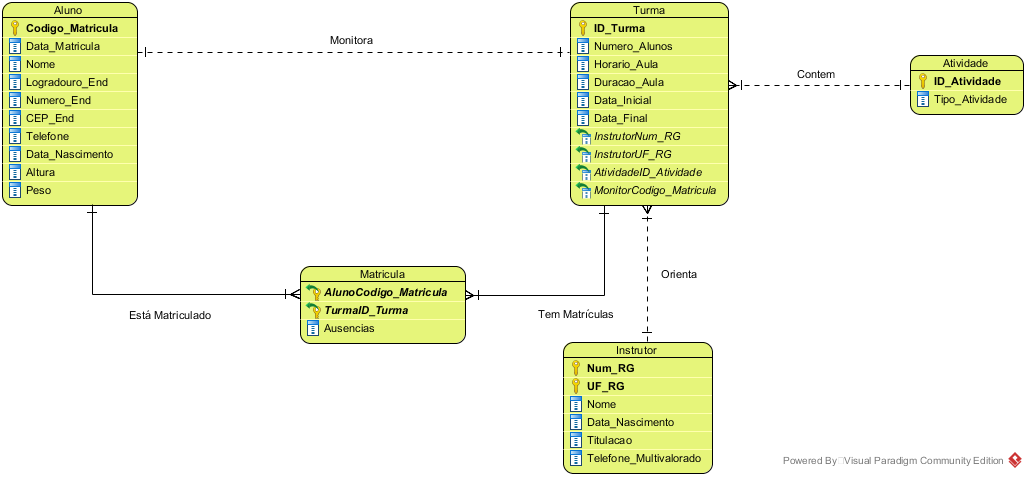 Aluno
Codigo_Matricula
Data_Matricula
Nome
Logradouro_End
Numero_End
CEP_End
Telefone
Data_Nascimento
Altura
Peso
Monitora
Turma
ID_Turma
Numero_Alunos
Horario_Aula
Duracao_Aula
Data_Inicial
Data_Final
InstrutorNum_RG
InstrutorUF_RG
AtividadeID_Atividade
MonitorCodigo_Matricula
Contem
Atividade
ID_Atividade
Tipo_Atividade
Está Matriculado
Matricula
AlunoCodigo_Matricula
TurmaID_Turma
Ausencias
Tem Matrículas
Orienta
Instrutor
Num_RG
UF_RG
Nome
Data_Nascimento
Titulacao
Telefone_Multivalorado
Powered By Visual Paradigm Community Edition